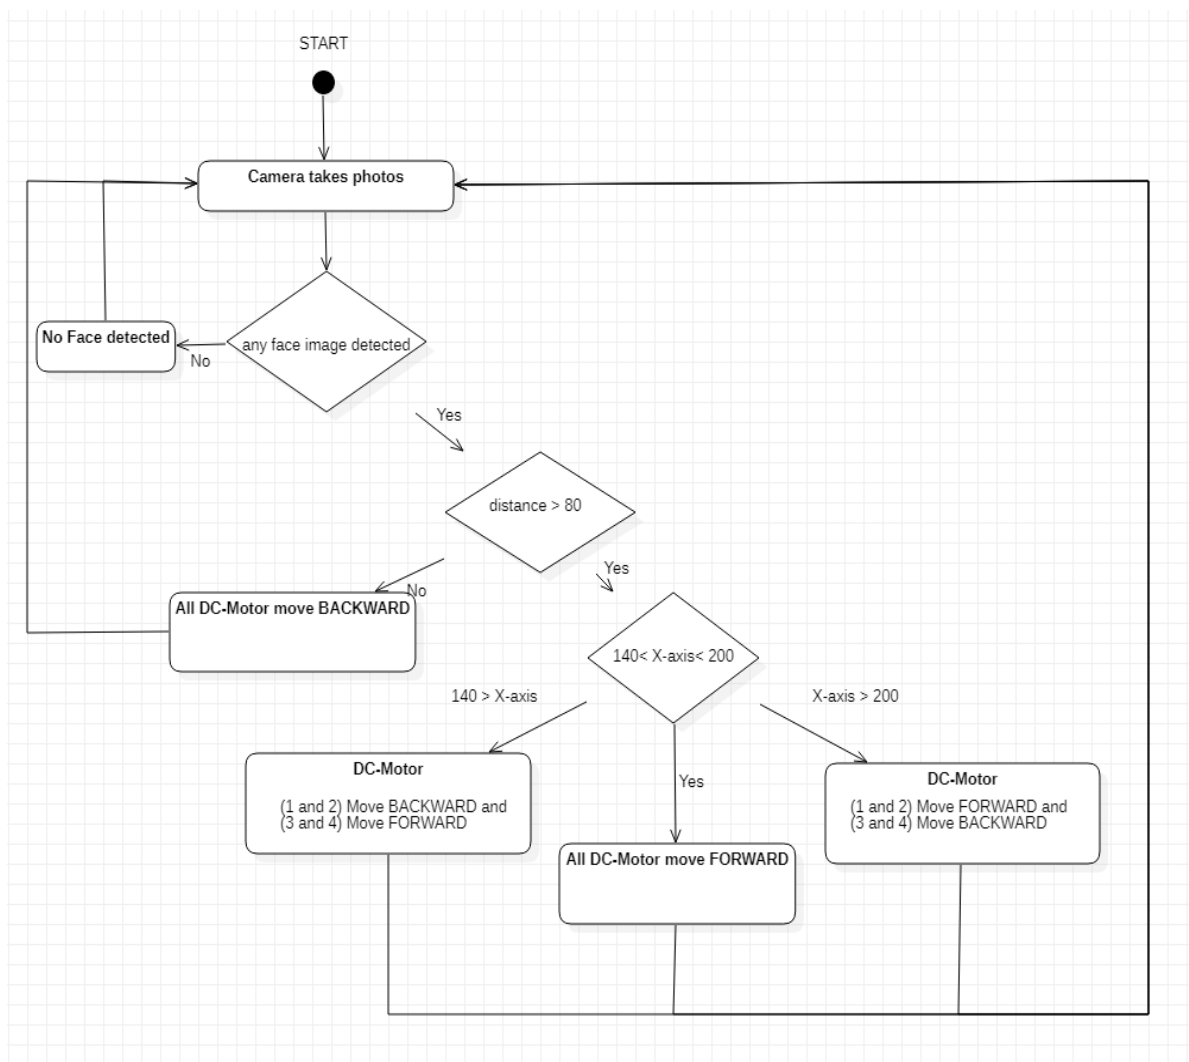 START
Camera takes photos
No Face detected
any face image detected
No
Yes
distance > 80
Yes
No
All DC-Motor move BACKWARD
140< X-axis< 200
140 > X-axis
X-axis > 200
DC-Motor
(1 and 2) Move BACKWARD and
(3 and 4) Move FORWARD
Yes
DC-Motor
(1 and 2) Move FORWARD and
(3 and 4) Move BACKWARD
All DC-Motor move FORWARD